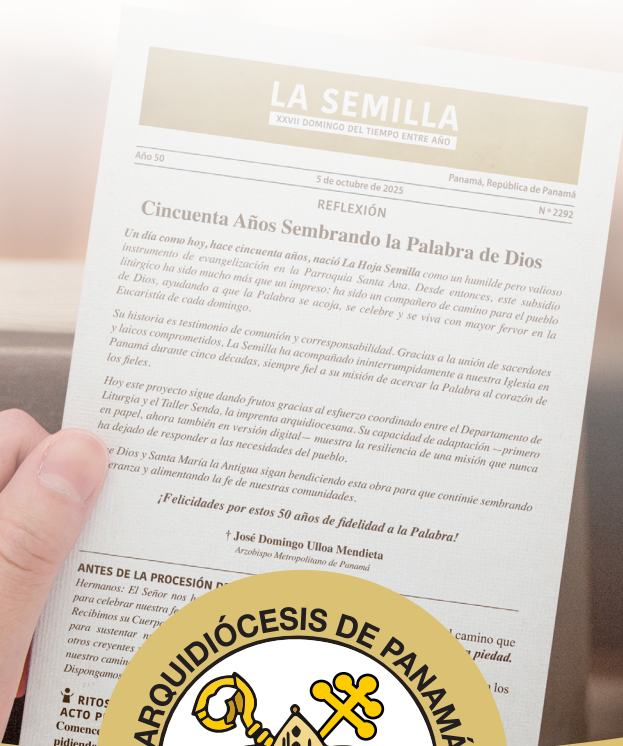 LA SEMILLA
XXVII DOMINGO DEL TIEMPO ENTRE AÑO
Año 50
5 de octubre de 2025
Panamá, República de Panamá
N º 2292
REFLEXIÓN
Cincuenta Años Sembrando la Palabra de Dios
Un día como hoy, hace cincuenta años, nació La Hoja Semilla como un humilde pero valioso
instrumento de evangelización en la Parroquia Santa Ana. Desde entonces, este subsidio
litúrgico ha sido mucho más que un impreso: ha sido un compañero de camino para el pueblo
de Dios, ayudando a que la Palabra se acoja, se celebre y se viva con mayor fervor en la
Eucaristía de cada domingo.
Su historia es testimonio de comunión y corresponsabilidad. Gracias a la unión de sacerdotes
y laicos comprometidos. La Semilla ha acompañado ininterrumpidamente a nuestra Iglesia en
Panamá durante cinco décadas, siempre fiel a su misión de acercar la Palabra al corazón de
los fieles.
Hoy este proyecto sigue dando frutos gracias al esfuerzo coordinado entre el Departamento de
Liturgia y el Taller Senda, la imprenta arquidiocesana. Su capacidad de adaptación —primero
en papel, ahora también en versión digital— muestra la resiliencia de una misión que nunca
ha dejado de responder a las necesidades del pueblo.
Dios y Santa María la Antigua sigan bendiciendo esta obra para que continúe sembrando
eranza y alimentando la fe de nuestras comunidades.
¡Felicidades por estos 50 años de fidelidad a la Palabra!
† José Domingo Ulloa Mendieta
Arzobispo Metropolitano de Panamá
ANTES DE LA PROCESIÓN D
Hermanos: El Señor nos h
para celebrar nuestra fe camino que
Recibimos su Cuerpo piedad.
para sustentar n
otros creyentes los
nuestro camin
Dispongamos
RITOS
ACTO P
Comenc
pidiendo
ARQUIDIÓCESIS DE PANAMÁ